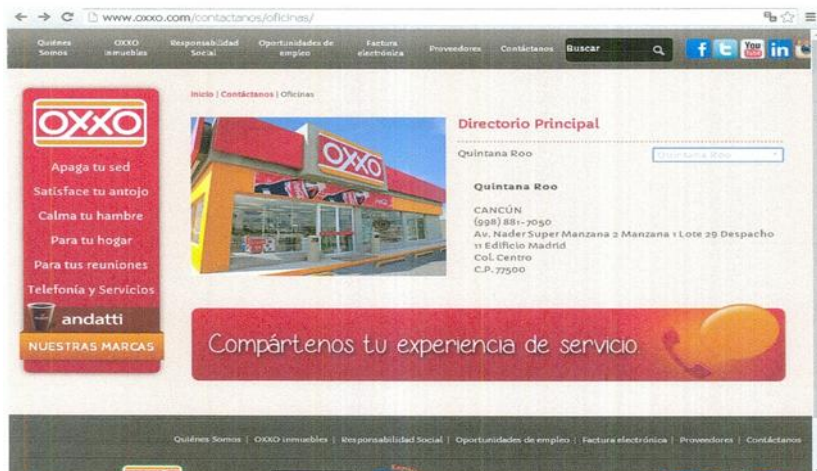 www.oxxo.com/contactanos/oficinas/
Quiénes Somos
OXXO inmuebles
Responsabilidad Social
Oportunidades de empleo
Factura electrónica
Proveedores
Contáctanos
Buscar
f
You
in
OXXO
Apaga tu sed
Satisface tu antojo
Calma tu hambre
Para tu hogar
Para tus reuniones
Telefonía y Servicios
andatti
NUESTRAS MARCAS
Inicio | Contáctanos | Oficinas
OXXO
Directorio Principal
Quintana Roo
Quintana Roo
Quintana Roo
CANCÚN
(998) 881-7050
Av. Nader Super Manzana 2 Manzana 1 Lote 29 Despacho
11 Edificio Madrid
Col. Centro
C.P. 77500
Compártenos tu experiencia de servicio.
Quiénes Somos | OXXO inmuebles | Responsabilidad Social | Oportunidades de empleo | Factura electrónica | Proveedores | Contáctanos